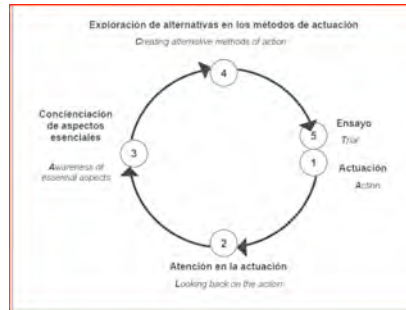 Exploración de alternativas en los métodos de actuación
Creating alternative methods of action
4
Concienciación
de aspectos
esenciales
3
Awareness of
essential aspects
Ensayo
5
Trial
1
Actuación
Action
2
Atención en la actuación
Looking back on the action